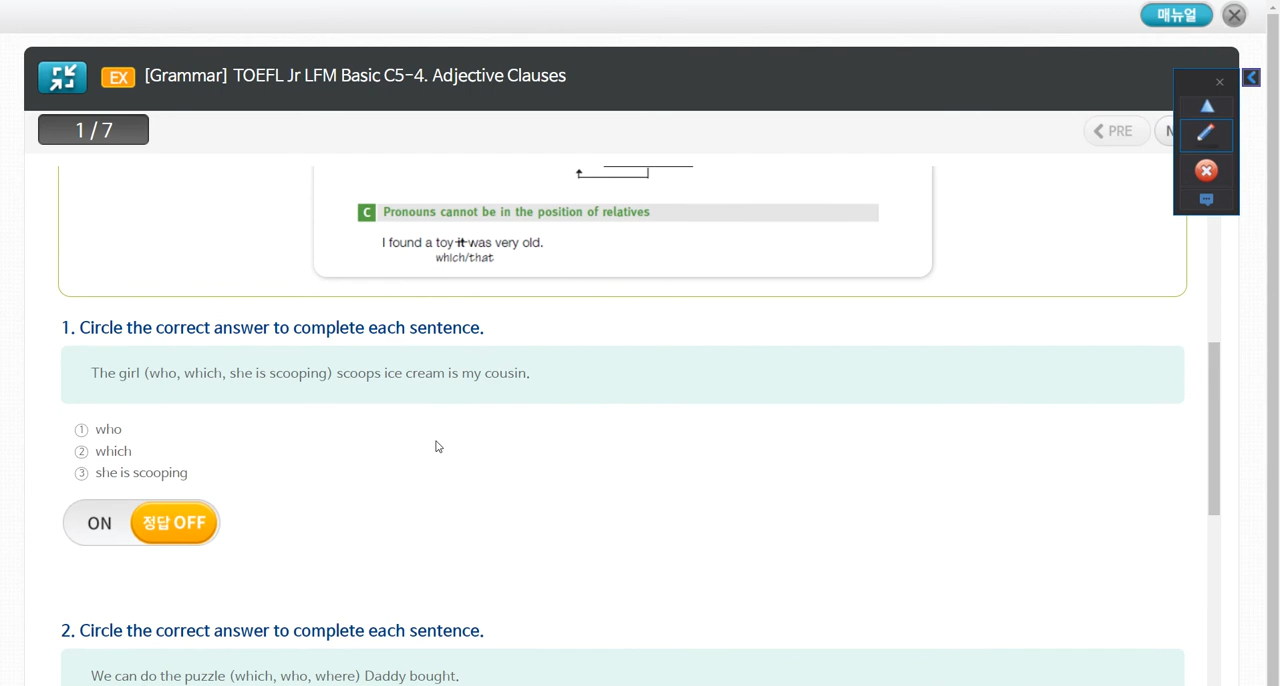 매뉴얼
EX [Grammar] TOEFL Jr LFM Basic C5-4. Adjective Clauses
1 / 7
PRE
N
C Pronouns cannot be in the position of relatives
I found a toy it was very old.
which/that
1. Circle the correct answer to complete each sentence.
The girl (who, which, she is scooping) scoops ice cream is my cousin.
① who
② which
③ she is scooping
ON 정답 OFF
2. Circle the correct answer to complete each sentence.
We can do the puzzle (which, who, where) Daddy bought.